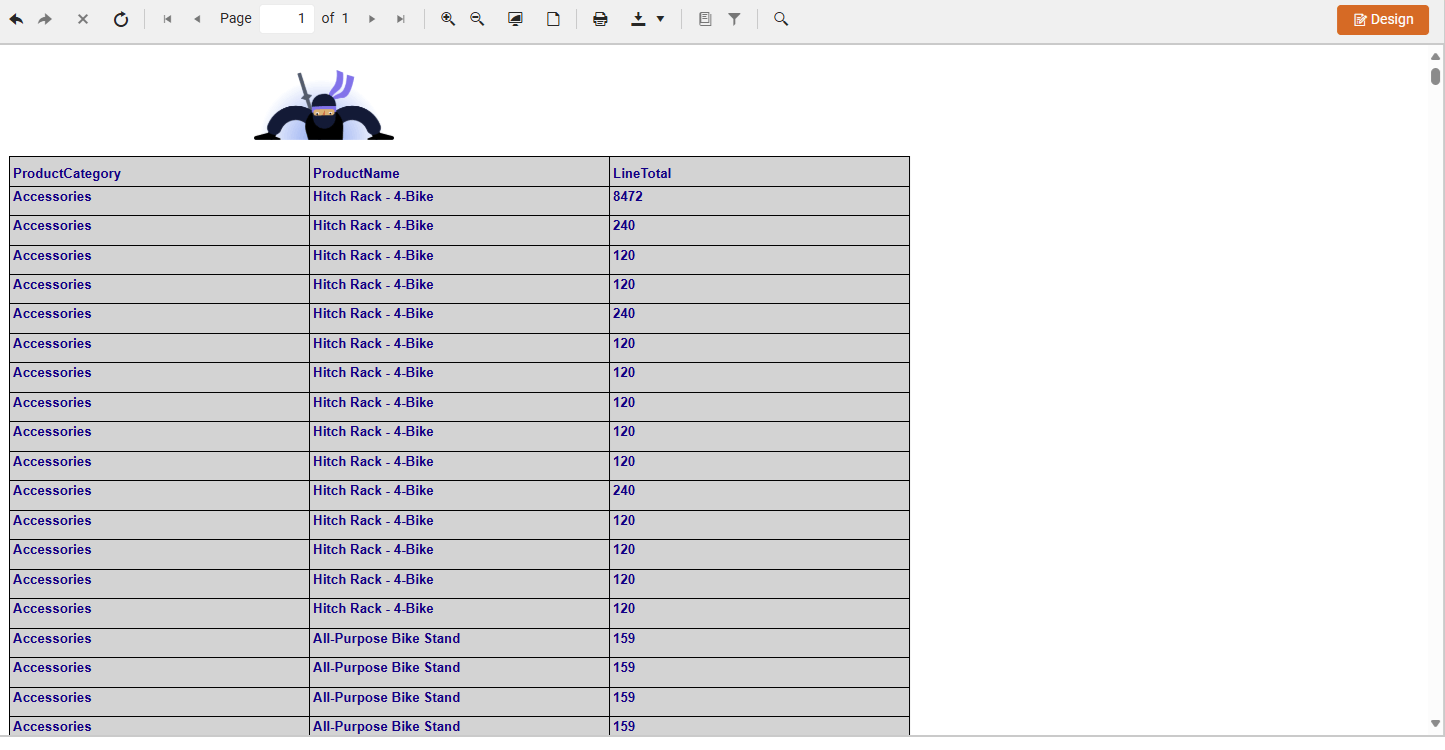 Page 1 of 1 Design
ProductCategory ProductName LineTotal
Accessories Hitch Rack - 4-Bike 8472
Accessories Hitch Rack - 4-Bike 240
Accessories Hitch Rack - 4-Bike 120
Accessories Hitch Rack - 4-Bike 120
Accessories Hitch Rack - 4-Bike 240
Accessories Hitch Rack - 4-Bike 120
Accessories Hitch Rack - 4-Bike 120
Accessories Hitch Rack - 4-Bike 120
Accessories Hitch Rack - 4-Bike 120
Accessories Hitch Rack - 4-Bike 120
Accessories Hitch Rack - 4-Bike 240
Accessories Hitch Rack - 4-Bike 120
Accessories Hitch Rack - 4-Bike 120
Accessories Hitch Rack - 4-Bike 120
Accessories Hitch Rack - 4-Bike 120
Accessories All-Purpose Bike Stand 159
Accessories All-Purpose Bike Stand 159
Accessories All-Purpose Bike Stand 159
Accessories All-Purpose Bike Stand 159